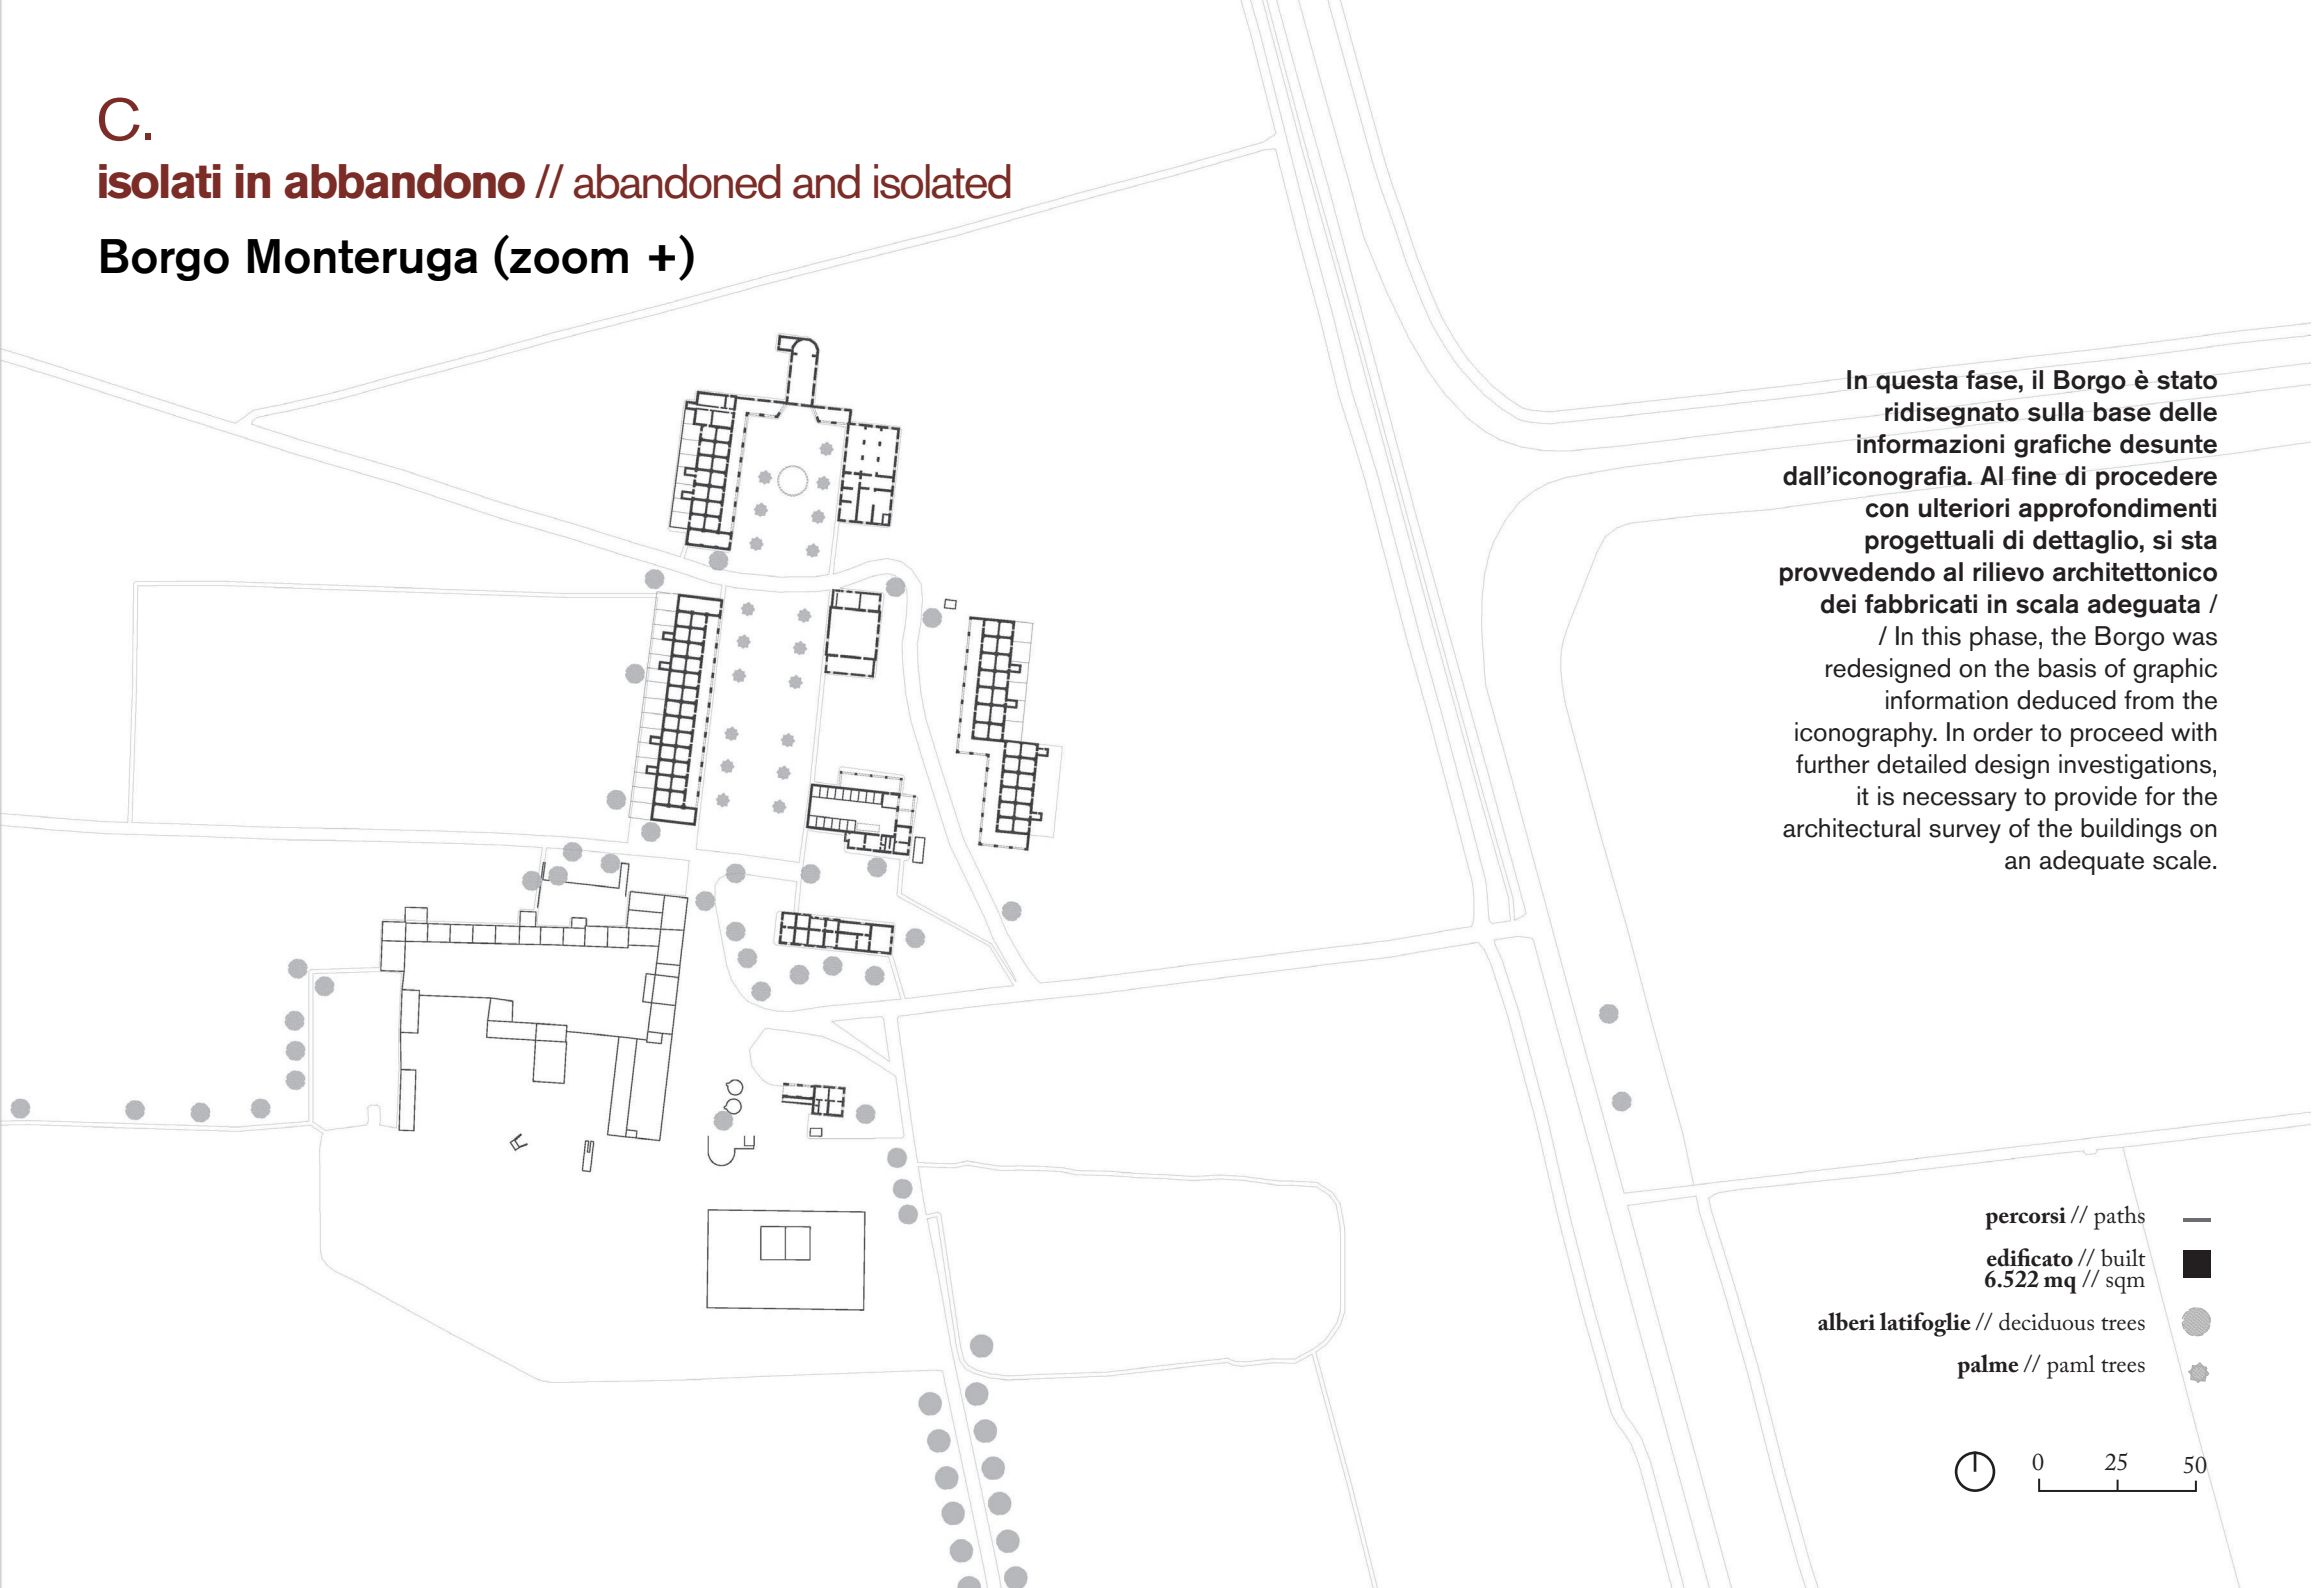 C.
isolati in abbandono // abandoned and isolated
Borgo Monteruga (zoom +)
In questa fase, il Borgo è stato
ridisegnato sulla base delle
informazioni grafiche desunte
dall'iconografia. Al fine di procedere
con ulteriori approfondimenti
progettuali di dettaglio, si sta
provvedendo al rilievo architettonico
dei fabbricati in scala adeguata /
/ In this phase, the Borgo was
redesigned on the basis of graphic
information deduced from the
iconography. In order to proceed with
further detailed design investigations,
it is necessary to provide for the
architectural survey of the buildings on
an adequate scale.
percorsi // paths
edificato // built
6.522 mq // sqm
alberi latifoglie // deciduous trees
palme // paml trees
0 25 50